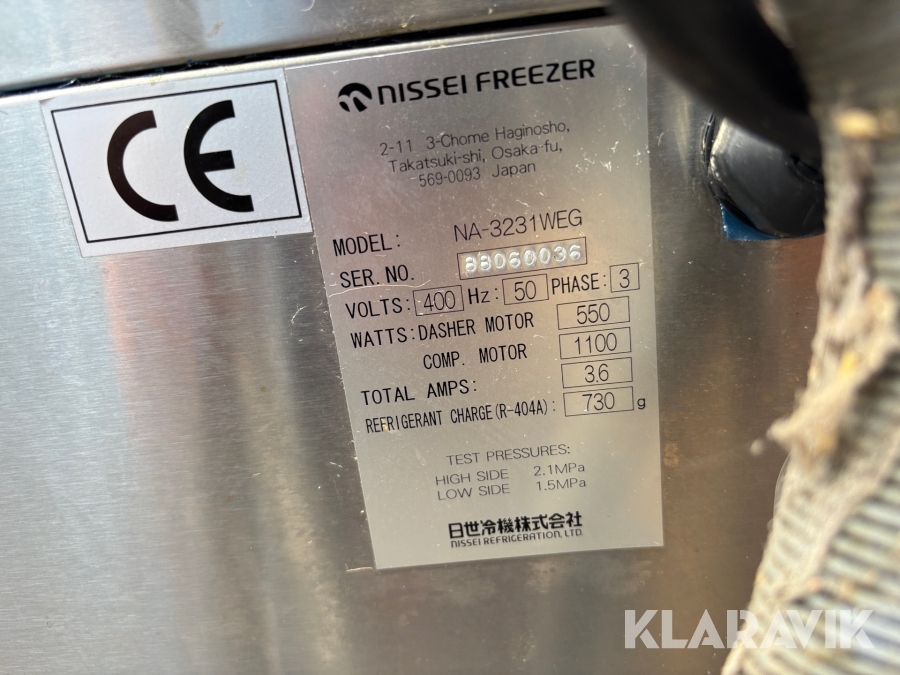 CE
NISSEI FREEZER
2-11 3-Chome Haginosho,
Takatsuki-shi, Osaka-fu,
569-0093 Japan
MODEL: NA-3231WEG
SER. NO. 88060036
VOLTS: 400 Hz: 50 PHASE: 3
WATTS: DASHER MOTOR 550
COMP. MOTOR 1100
TOTAL AMPS: 3.6
REFRIGERANT CHARGE(R-404A): 730 g
TEST PRESSURES:
HIGH SIDE 2.1MPa
LOW SIDE 1.5MPa
日世冷機株式会社
NISSEI REFRIGERATION, LTD.
KLARAVIK